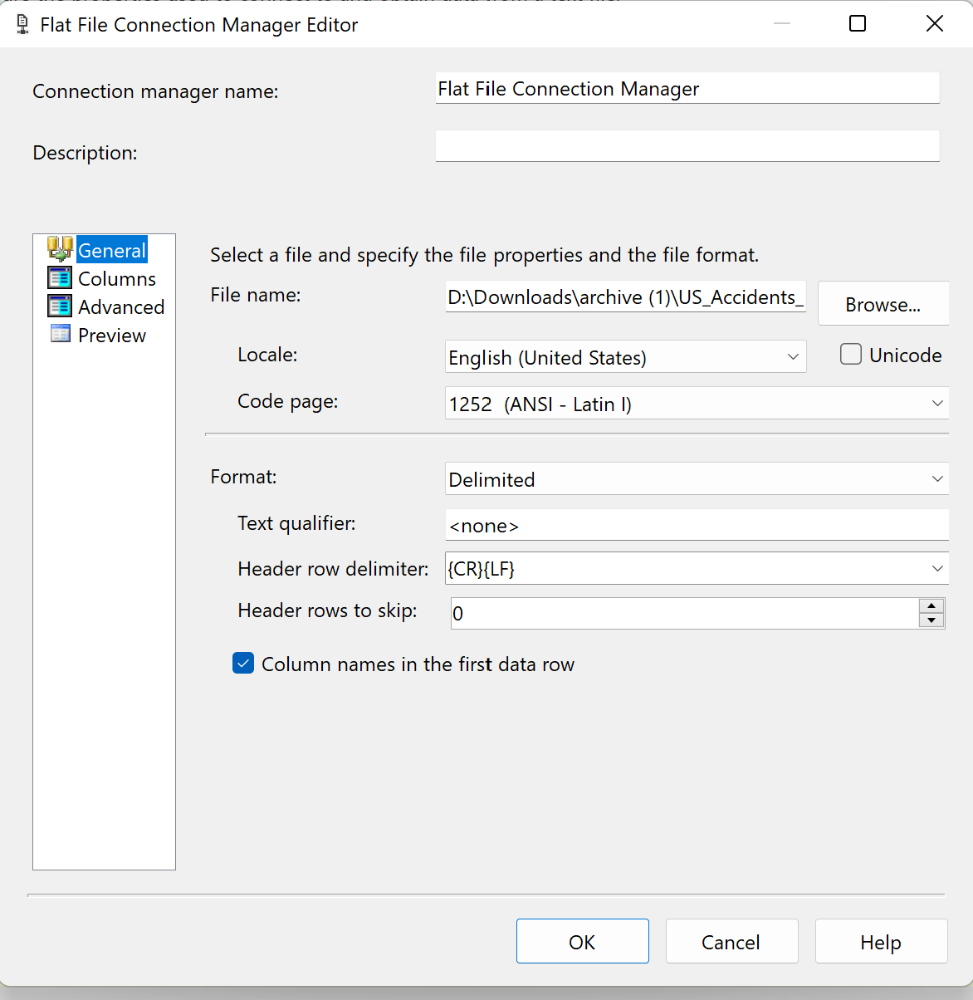 Flat File Connection Manager Editor
Connection manager name: Flat File Connection Manager
Description:
General
Columns
Advanced
Preview
Select a file and specify the file properties and the file format.
File name: D:\Downloads\archive (1)\US_Accidents_ Browse...
Locale: English (United States) Unicode
Code page: 1252 (ANSI - Latin I)
Format: Delimited
Text qualifier: <none>
Header row delimiter: {CR}{LF}
Header rows to skip: 0
Column names in the first data row
OK Cancel Help